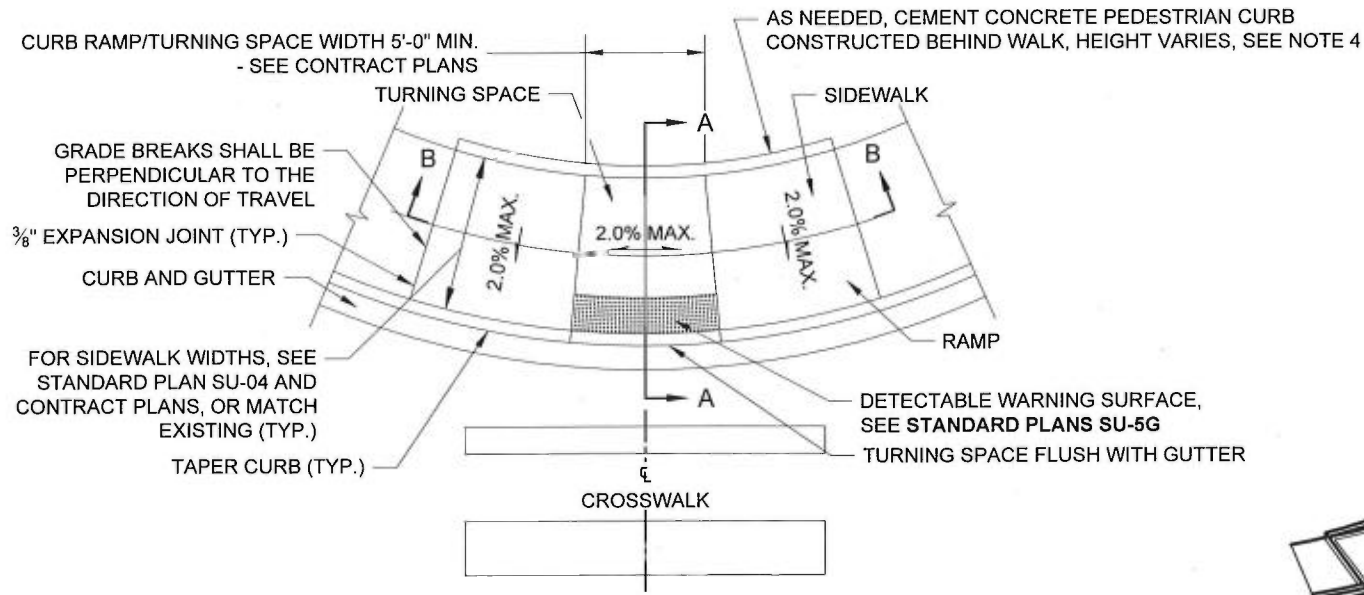 CURB RAMP/TURNING SPACE WIDTH 5'-0" MIN.
- SEE CONTRACT PLANS
AS NEEDED, CEMENT CONCRETE PEDESTRIAN CURB
CONSTRUCTED BEHIND WALK, HEIGHT VARIES, SEE NOTE 4
TURNING SPACE
SIDEWALK
A
GRADE BREAKS SHALL BE
PERPENDICULAR TO THE
DIRECTION OF TRAVEL
B
B
3/8" EXPANSION JOINT (TYP.)
2.0% MAX.
2.0% MAX.
2.0% MAX.
CURB AND GUTTER
RAMP
FOR SIDEWALK WIDTHS, SEE
STANDARD PLAN SU-04 AND
CONTRACT PLANS, OR MATCH
EXISTING (TYP.)
A
DETECTABLE WARNING SURFACE,
SEE STANDARD PLANS SU-5G
TAPER CURB (TYP.)
TURNING SPACE FLUSH WITH GUTTER
℄
CROSSWALK